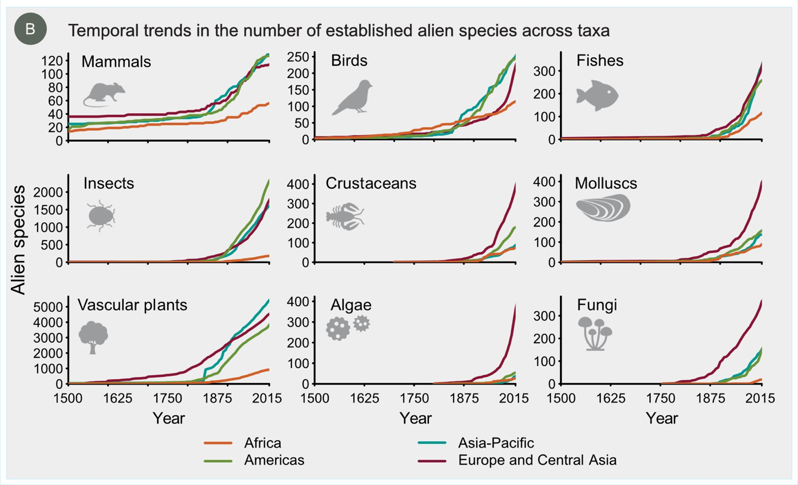 B Temporal trends in the number of established alien species across taxa
Mammals
120
100
80
60
40
20
0
Birds
250
200
150
100
50
0
Fishes
300
200
100
0
Alien species
Insects
2000
1500
1000
500
0
Crustaceans
400
300
200
100
0
Molluscs
400
300
200
100
0
Vascular plants
5000
4000
3000
2000
1000
0
Algae
400
300
200
100
0
Fungi
300
200
100
0
1500 1625 1750 1875 2015
1500 1625 1750 1875 2015
1500 1625 1750 1875 2015
Year
Year
Year
Africa
Asia-Pacific
Americas
Europe and Central Asia